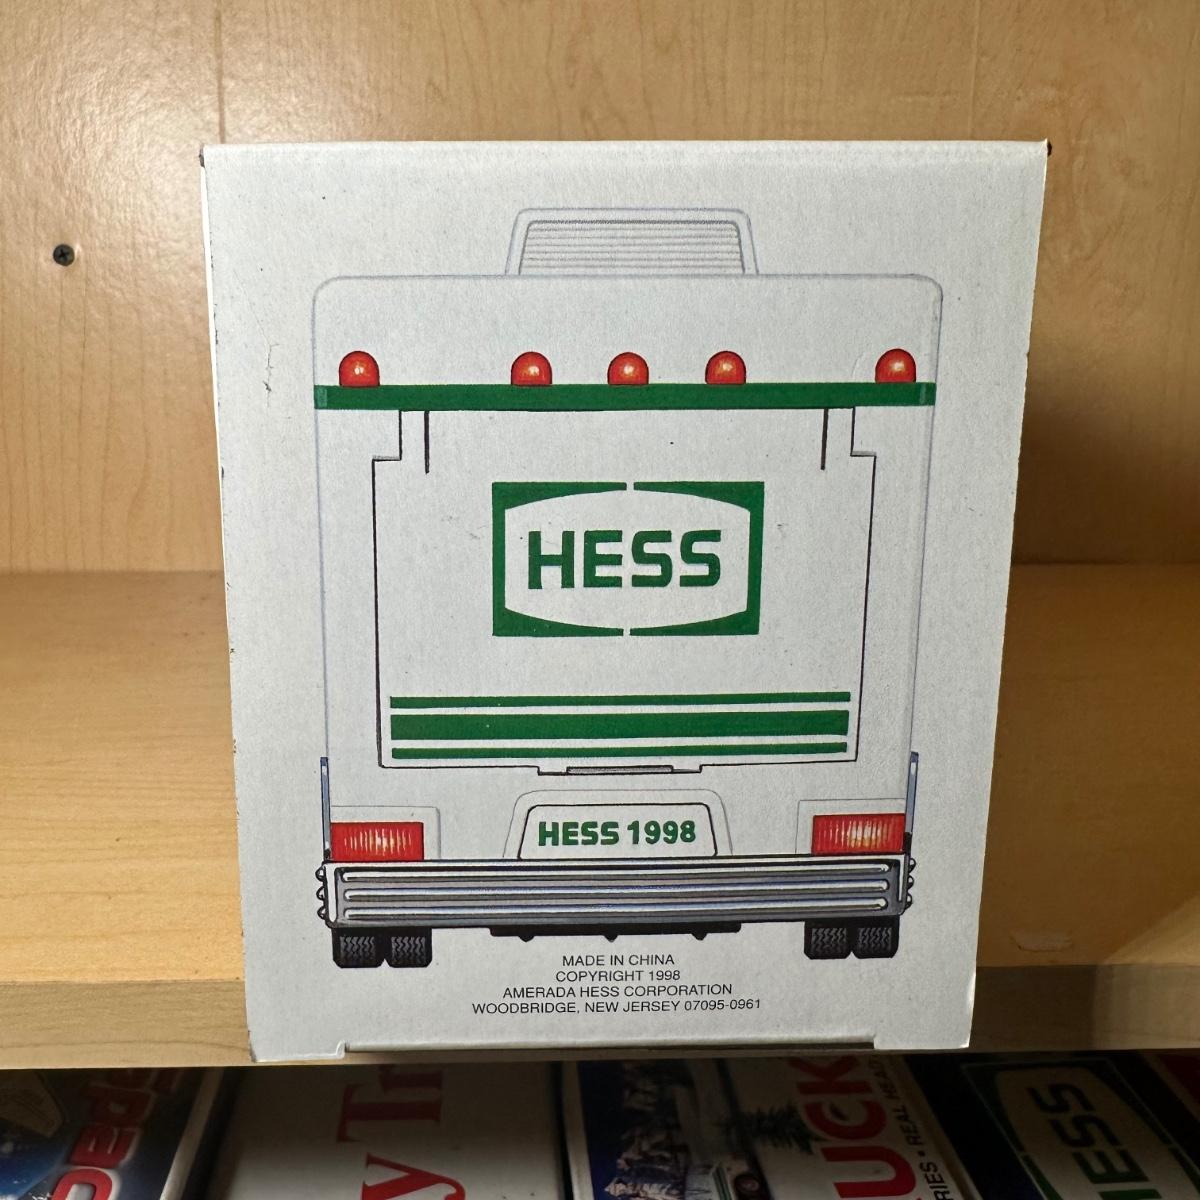 HESS
HESS 1998
MADE IN CHINA
COPYRIGHT 1998
AMERADA HESS CORPORATION
WOODBRIDGE, NEW JERSEY 07095-0961